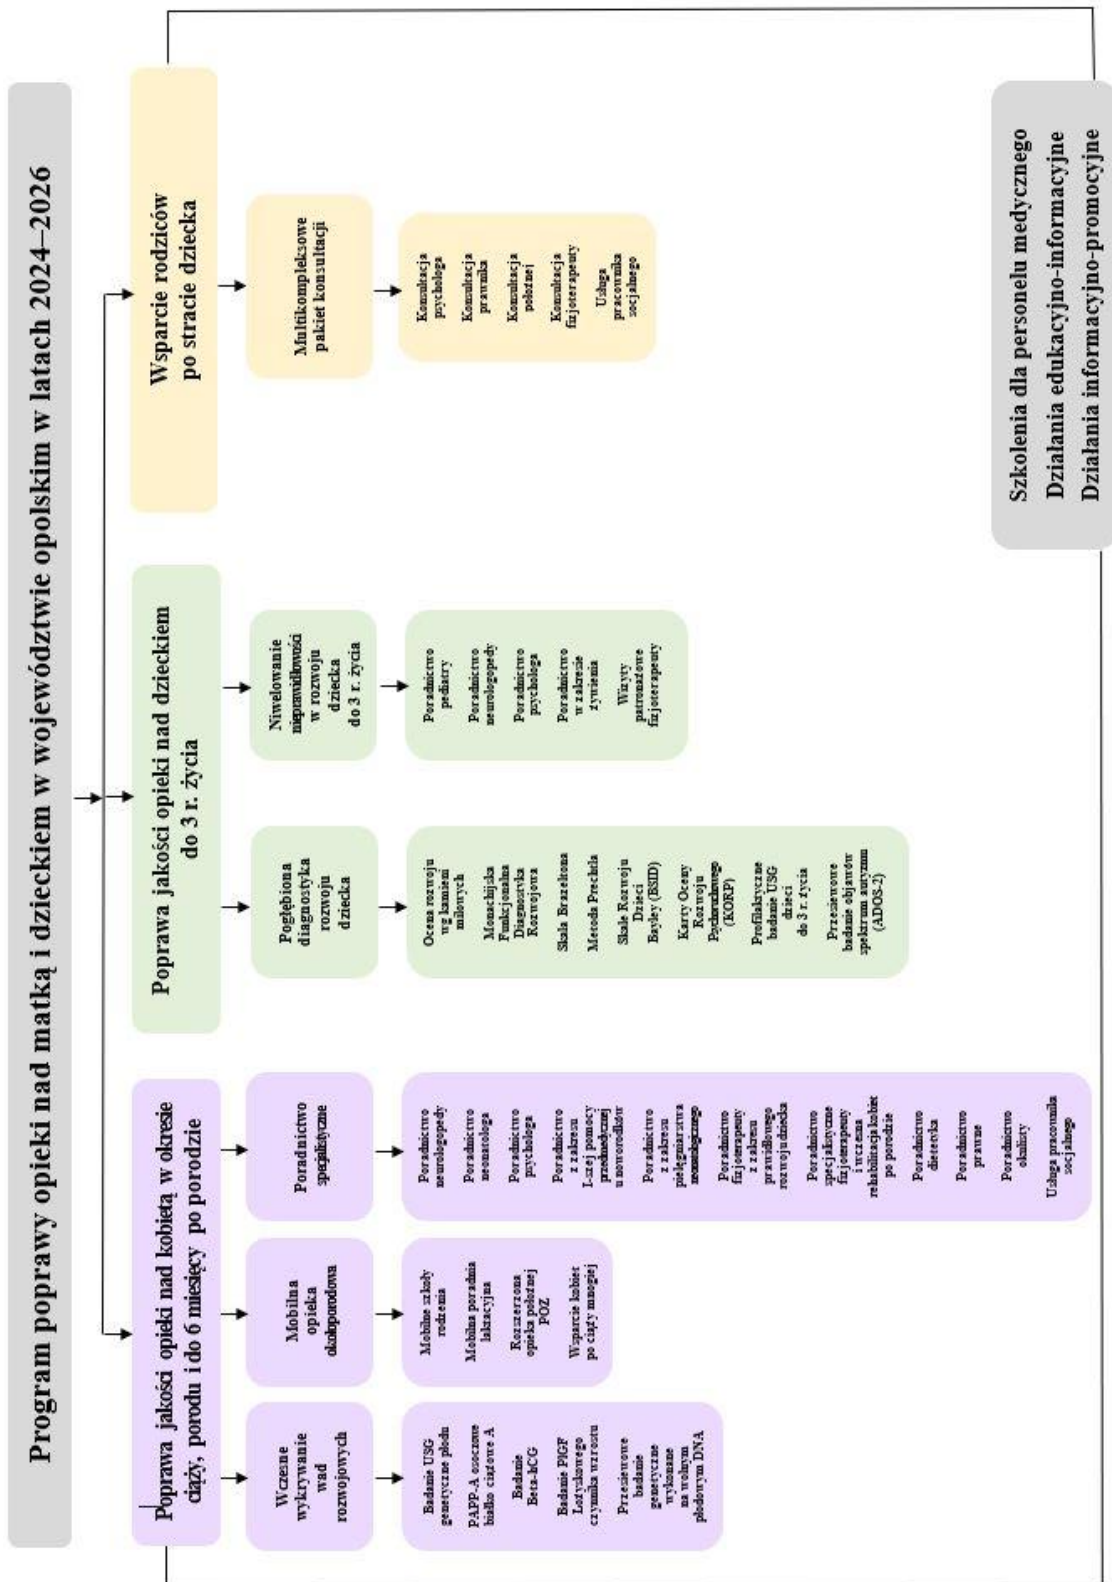 Program poprawy opieki nad matką i dzieckiem w województwie opolskim w latach 2024–2026
Poprawa jakości opieki nad kobietą w okresie
ciąży, porodu i do 6 miesięcy po porodzie
Wczesne
wykrywanie
wad
rozwojowych
Badanie USG
genetyczne płodu
PAPP-A osoczowe
białko ciążowe A
Badanie
Beta-hCG
Badanie PlGF
Łożyskowego
czynnika wzrostu
Przesiewowe
badanie
genetyczne
wykonane
na wolnym
płodowym DNA
Mobilna
opieka
okołoporodowa
Mobilne szkoły
rodzenia
Mobilna poradnia
laktacyjna
Rozszerzona
opieka położnej
POZ
Wsparcie kobiet
po ciąży mnogiej
Poradnictwo
specjalistyczne
Poradnictwo
neurologopedy
Poradnictwo
neonatologa
Poradnictwo
psychologa
Poradnictwo
z zakresu
I-szej pomocy
przedmedycznej
u noworodków
Poradnictwo
z zakresu
pielęgniarstwa
neonatologicznego
Poradnictwo
fizjoterapeuty
z zakresu
prawidłowego
rozwoju dziecka
Poradnictwo
specjalistyczne
fizjoterapeuty
i wczesna
rehabilitacja kobiet
po porodzie
Poradnictwo
dietetyka
Poradnictwo
prawne
Poradnictwo
okulisty
Usługa pracownika
socjalnego
Poprawa jakości opieki nad dzieckiem
do 3 r. życia
Pogłębiona
diagnostyka
rozwoju
dziecka
Ocena rozwoju
wg kamieni
milowych
Monachijska
Funkcjonalna
Diagnostyka
Rozwojowa
Skala Brazeltona
Metoda Prechtla
Skale Rozwoju
Dzieci
Bayley (BSID)
Karty Oceny
Rozwoju
Psychoruchowego
(KORP)
Profilaktyczne
badanie USG
dzieci
do 3 r. życia
Przesiewowe
badanie objawów
spektrum autyzmu
(ADOS-2)
Niwelowanie
nieprawidłowości
w rozwoju
dziecka
do 3 r. życia
Poradnictwo
pediatry
Poradnictwo
neurologopedy
Poradnictwo
psychologa
Poradnictwo
w zakresie
żywienia
Wizyty
patronażowe
fizjoterapeuty
Wsparcie rodziców
po stracie dziecka
Multikompleksowe
pakiet konsultacji
Konsultacja
psychologa
Konsultacja
prawnika
Konsultacja
położnej
Konsultacja
fizjoterapeuty
Usługa
pracownika
socjalnego
Szkolenia dla personelu medycznego
Działania edukacyjno-informacyjne
Działania informacyjno-promocyjne